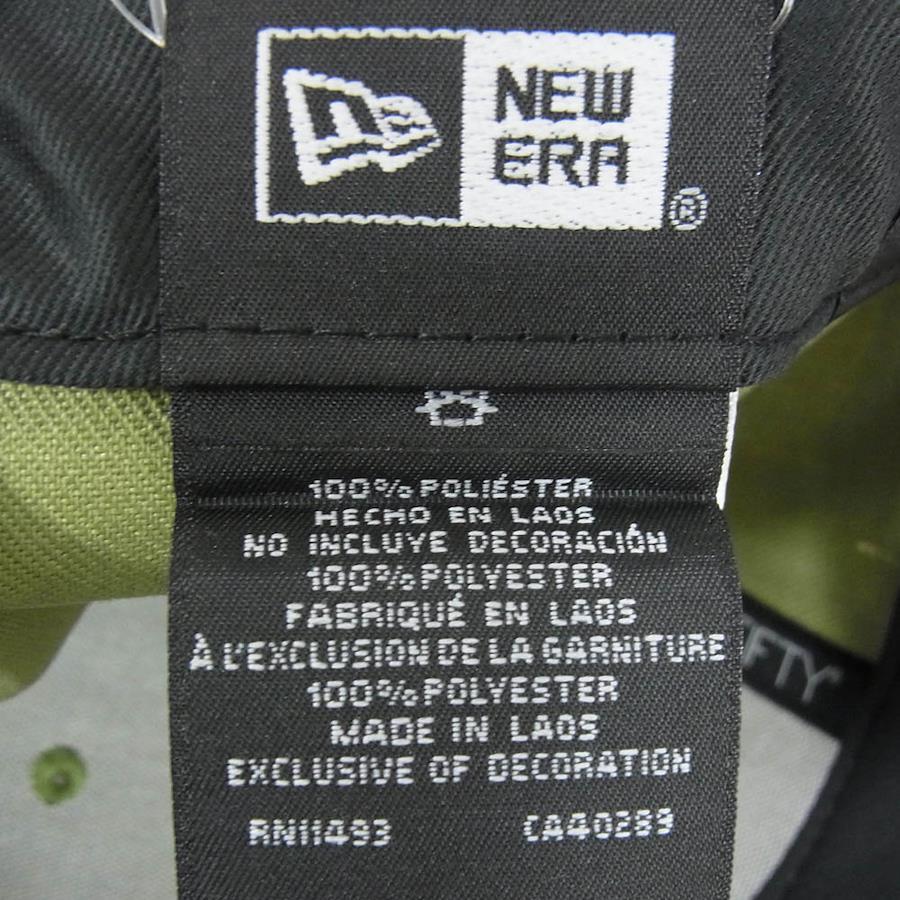 NEW
ERA
®
100% POLIÉSTER
HECHO EN LAOS
NO INCLUYE DECORACIÓN
100% POLYESTER
FABRIQUÉ EN LAOS
À L'EXCLUSION DE LA GARNITURE
100% POLYESTER
MADE IN LAOS
EXCLUSIVE OF DECORATION
RN11493 CA40289
FTY